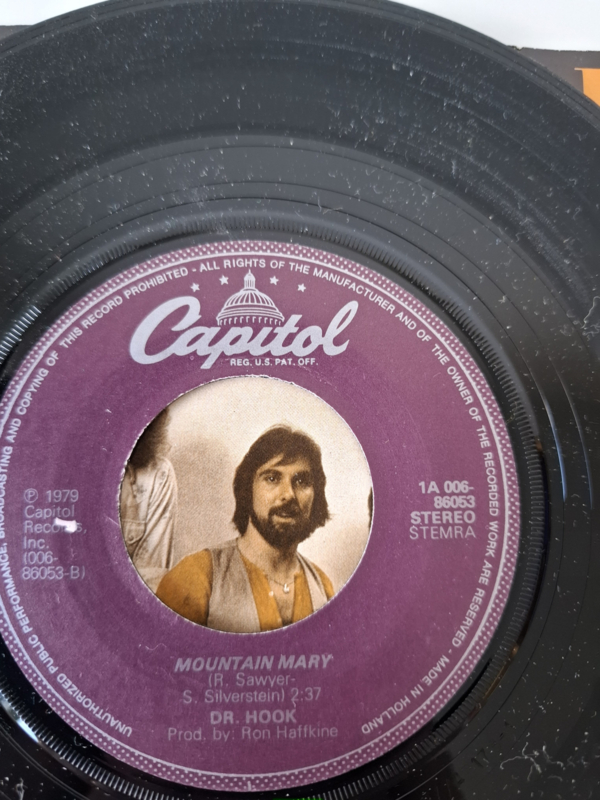 UNAUTHORIZED PUBLIC PERFORMANCE, BROADCASTING AND COPYING OF THIS RECORD PROHIBITED - ALL RIGHTS OF THE MANUFACTURER AND OF THE OWNER OF THE RECORDED WORK ARE RESERVED - MADE IN HOLLAND
Capitol
REG. U.S. PAT. OFF.
℗ 1979
Capitol
Records,
Inc.
(006-
86053-B)
1A 006-
86053
STEREO
STEMRA
MOUNTAIN MARY
(R. Sawyer-
S. Silverstein) 2:37
DR. HOOK
Prod. by: Ron Haffkine